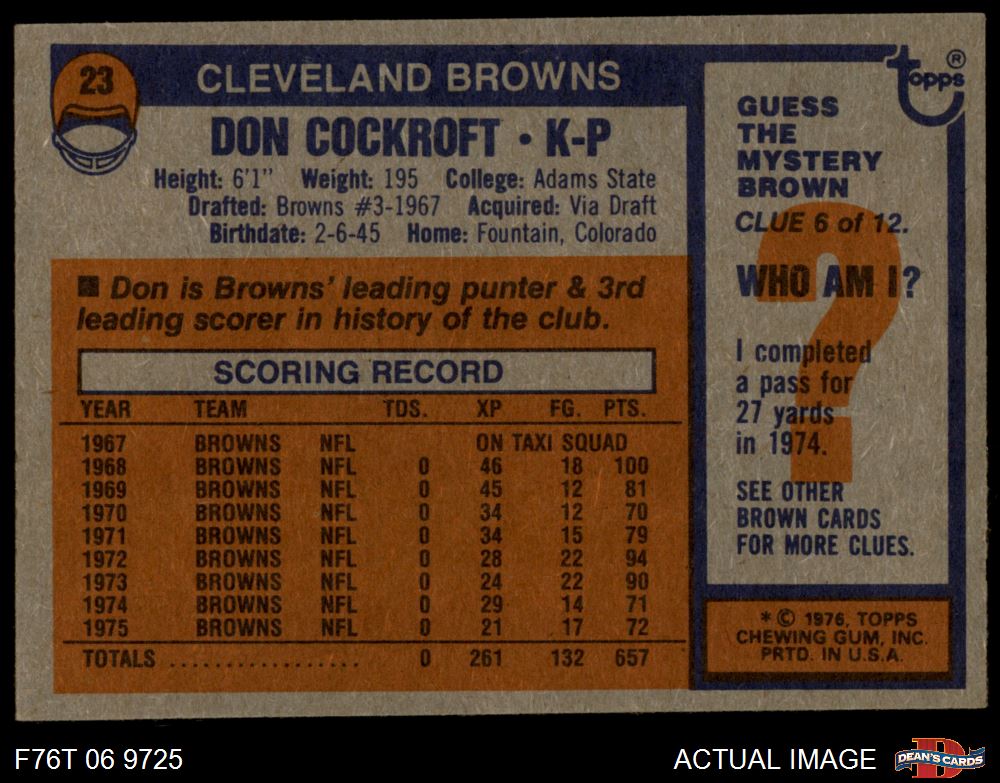 23
CLEVELAND BROWNS
DON COCKROFT • K-P
Height: 6'1" Weight: 195 College: Adams State
Drafted: Browns #3-1967 Acquired: Via Draft
Birthdate: 2-6-45 Home: Fountain, Colorado
■ Don is Browns' leading punter & 3rd
leading scorer in history of the club.
SCORING RECORD
YEAR TEAM TDS. XP FG. PTS.
1967 BROWNS NFL ON TAXI SQUAD
1968 BROWNS NFL 0 46 18 100
1969 BROWNS NFL 0 45 12 81
1970 BROWNS NFL 0 34 12 70
1971 BROWNS NFL 0 34 15 79
1972 BROWNS NFL 0 28 22 94
1973 BROWNS NFL 0 24 22 90
1974 BROWNS NFL 0 29 14 71
1975 BROWNS NFL 0 21 17 72
TOTALS .................. 0 261 132 657
topps ®
GUESS
THE
MYSTERY
BROWN
CLUE 6 of 12.
WHO AM I?
?
I completed
a pass for
27 yards
in 1974.
SEE OTHER
BROWN CARDS
FOR MORE CLUES.
* © 1976, TOPPS
CHEWING GUM, INC.
PRTD. IN U.S.A.
F76T 06 9725
ACTUAL IMAGE
D
DEAN'S CARDS